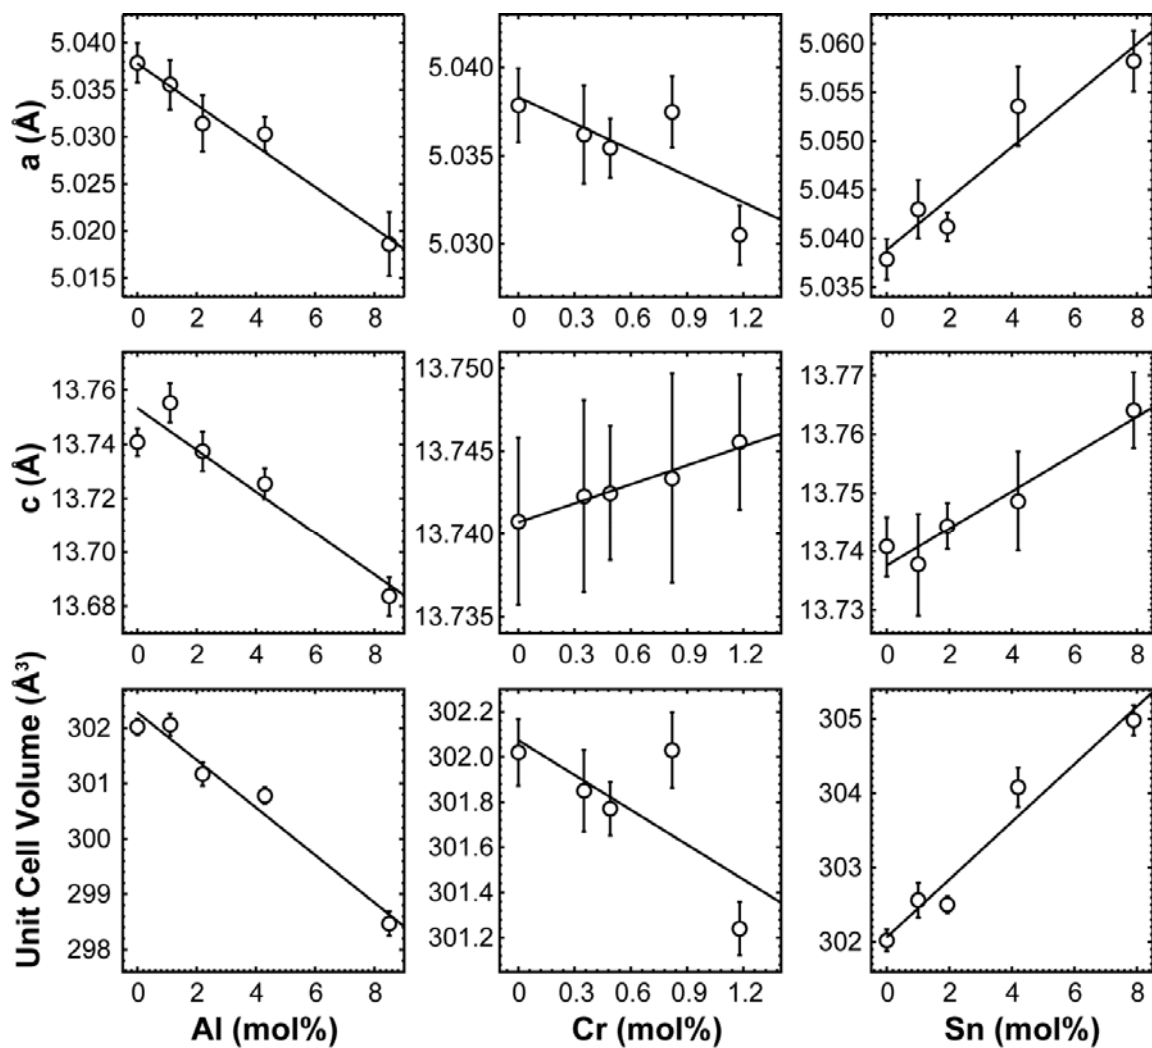 a (Å)
5.040
5.035
5.030
5.025
5.020
5.015
0 2 4 6 8
5.040
5.035
5.030
0 0.3 0.6 0.9 1.2
5.060
5.055
5.050
5.045
5.040
5.035
0 2 4 6 8
c (Å)
13.76
13.74
13.72
13.70
13.68
0 2 4 6 8
13.750
13.745
13.740
13.735
0 0.3 0.6 0.9 1.2
13.77
13.76
13.75
13.74
13.73
0 2 4 6 8
Unit Cell Volume (Å³)
302
301
300
299
298
0 2 4 6 8
Al (mol%)
302.2
302.0
301.8
301.6
301.4
301.2
0 0.3 0.6 0.9 1.2
Cr (mol%)
305
304
303
302
0 2 4 6 8
Sn (mol%)